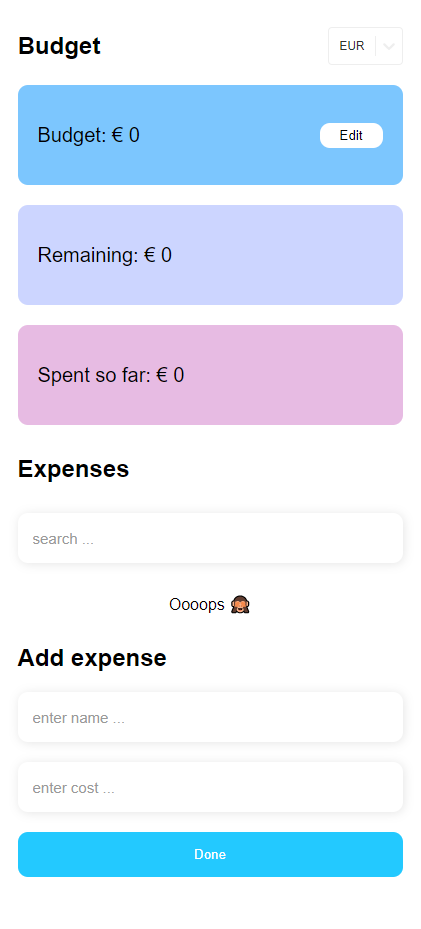 Budget
EUR
Budget: € 0
Edit
Remaining: € 0
Spent so far: € 0
Expenses
search ...
Oooops 🙉
Add expense
enter name ...
enter cost ...
Done